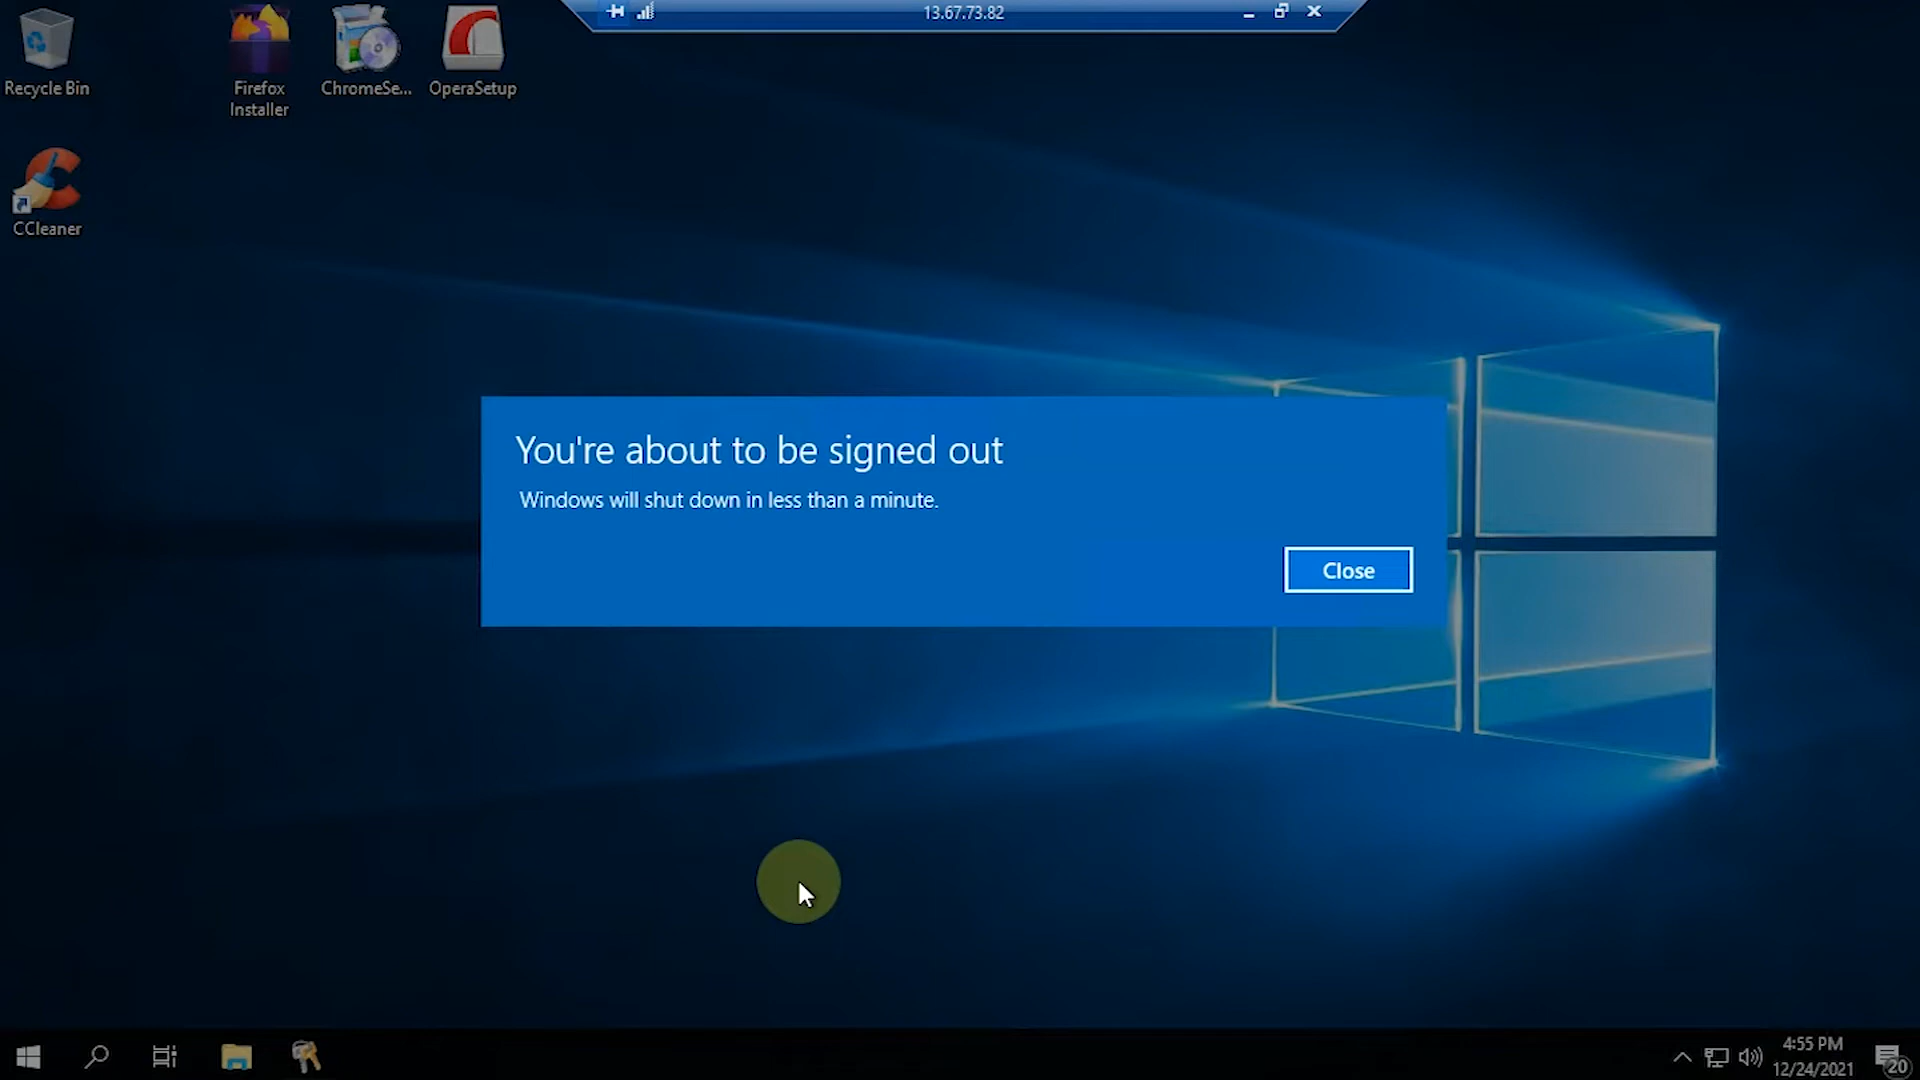 13.67.73.82
Recycle Bin
Firefox
Installer
ChromeSe...
OperaSetup
CCleaner
You're about to be signed out
Windows will shut down in less than a minute.
Close
4:55 PM
12/24/2021
20